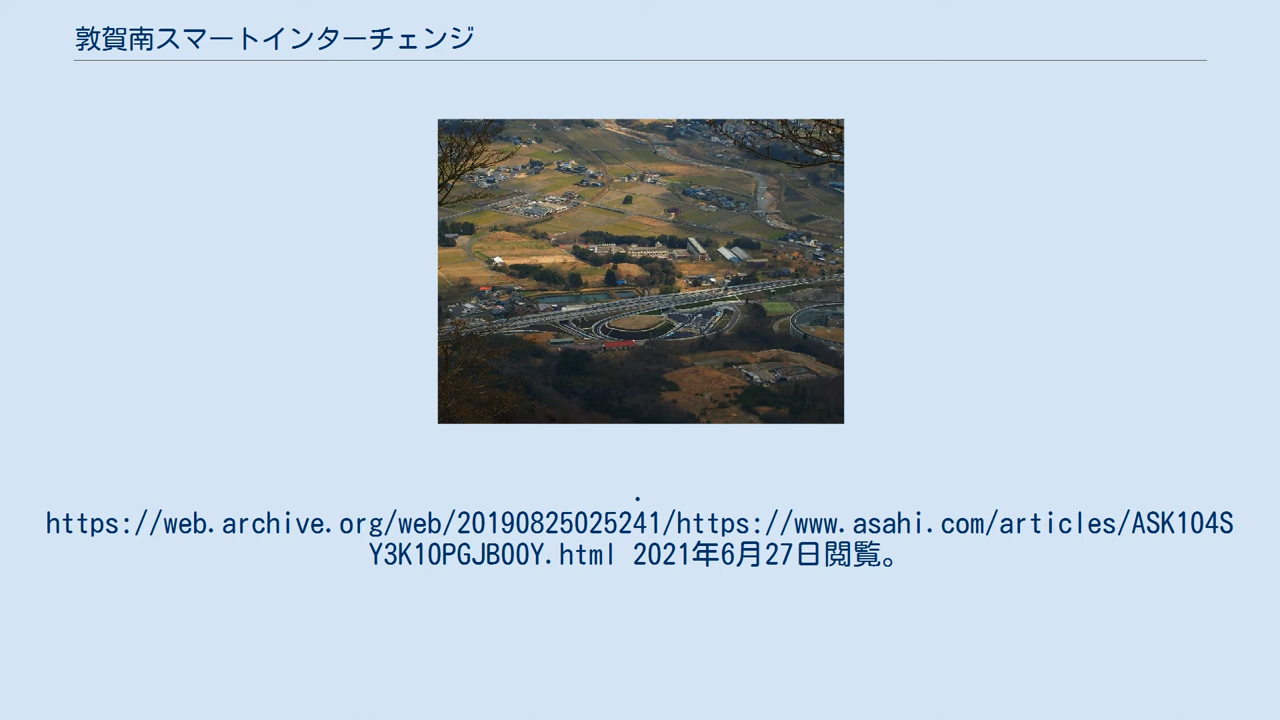 敦賀南スマートインターチェンジ
.
https://web.archive.org/web/20190825025241/https://www.asahi.com/articles/ASK104S
Y3K10PGJB00Y.html 2021年6月27日閲覧。